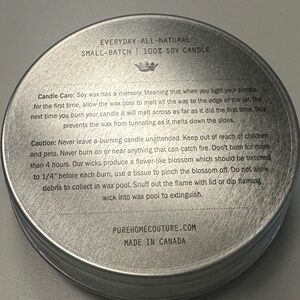 EVERYDAY-ALL-NATURAL
SMALL-BATCH | 100% SOY CANDLE
Candle Care: Soy wax has a memory. Meaning that when you light your candle
for the first time, allow the wax pool to melt all the way to the edge of the jar. The
next time you burn your candle it will melt across as far as it did the first time. This
prevents the wax from tunneling as it melts down the sides.
Caution: Never leave a burning candle unattended. Keep out of reach of children
and pets. Never burn on or near anything that can catch fire. Don't burn for more
than 4 hours. Our wicks produce a flower-like blossom which should be trimmed
to 1/4" before each burn, use a tissue to pinch the blossom off. Do not allow
debris to collect in wax pool. Snuff out the flame with lid or dip flaming
wick into wax pool to extinguish.
PUREHOMECOUTURE.COM
MADE IN CANADA